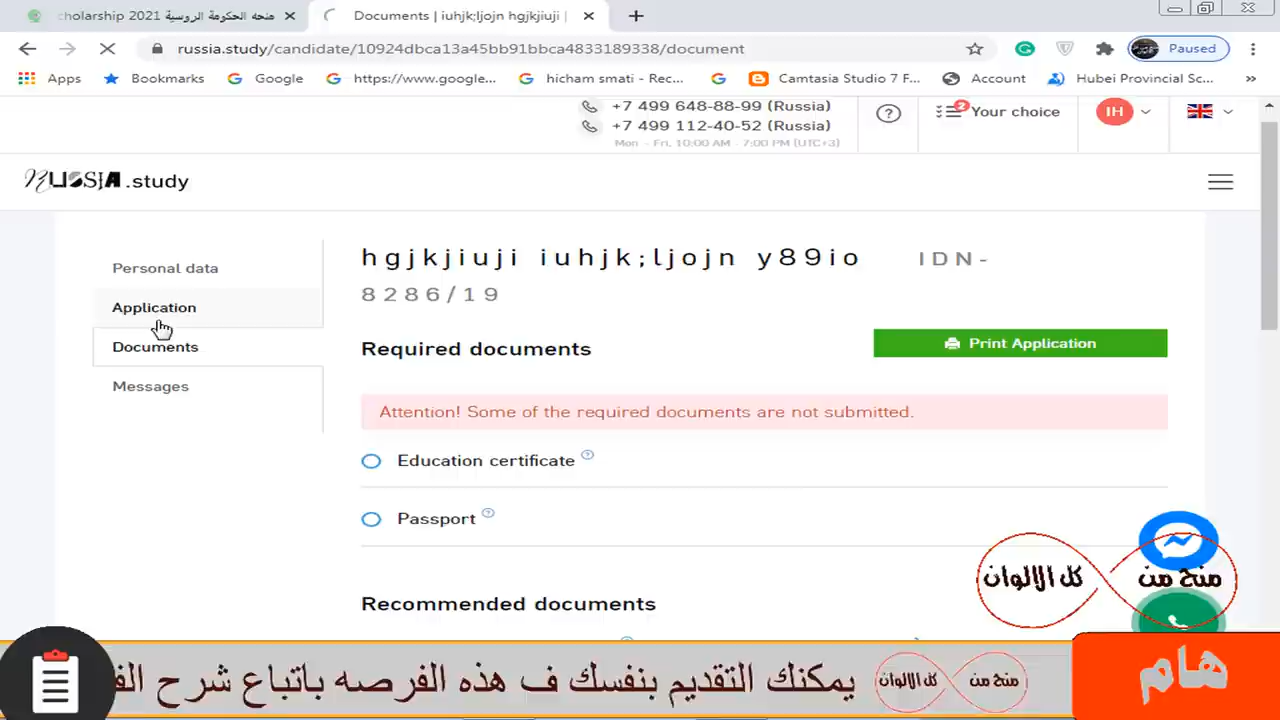 cholarship 2021 منحه الحكومة الروسية
Documents | iuhjk;ljojn hgjkjiuji |
russia.study/candidate/10924dbca13a45bb91bbca4833189338/document
Paused
Apps
Bookmarks
Google
https://www.google...
hicham smati - Rec...
Camtasia Studio 7 F...
Account
Hubei Provincial Sc...
»
+7 499 648-88-99 (Russia)
+7 499 112-40-52 (Russia)
Mon - Fri, 10:00 AM - 7:00 PM (UTC+3)
?
2
Your choice
IH
RUSSIA.study
Personal data
Application
Documents
Messages
hgjkjiuji iuhjk;ljojn y89io IDN-
8286/19
Required documents
Print Application
Attention! Some of the required documents are not submitted.
Education certificate ?
Passport ?
Recommended documents
منح من كل الالوان
يمكنك التقديم بنفسك ف هذه الفرصه باتباع شرح الف
منح من كل الالوان
هام